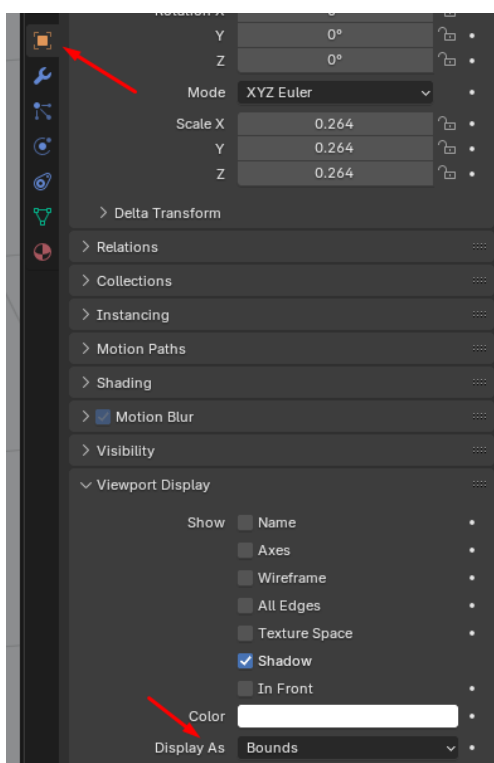 Rotation X 0°
Y 0°
Z 0°
Mode XYZ Euler
Scale X 0.264
Y 0.264
Z 0.264
Delta Transform
Relations
Collections
Instancing
Motion Paths
Shading
Motion Blur
Visibility
Viewport Display
Show Name
Axes
Wireframe
All Edges
Texture Space
Shadow
In Front
Color
Display As Bounds